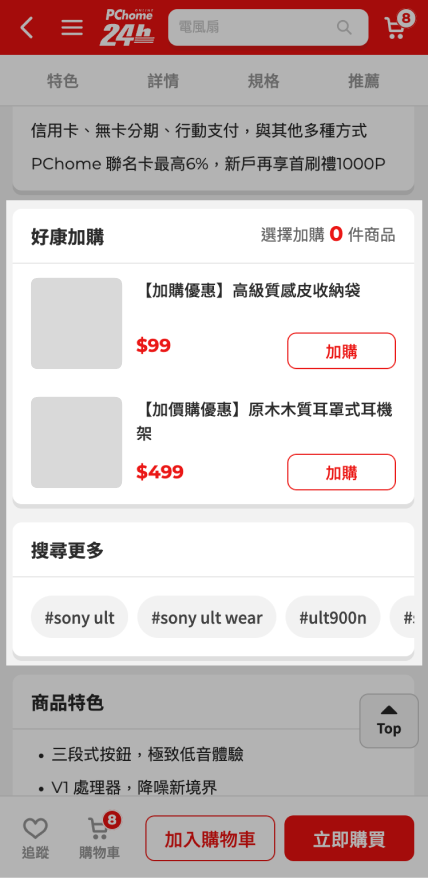 PChome ONLINE
24h
電風扇
8
特色 詳情 規格 推薦
信用卡、無卡分期、行動支付，與其他多種方式
PChome 聯名卡最高6%，新戶再享首刷禮1000P
好康加購
選擇加購 0 件商品
【加購優惠】高級質感皮收納袋
$99
加購
【加價購優惠】原木木質耳罩式耳機
架
$499
加購
搜尋更多
#sony ult #sony ult wear #ult900n #
商品特色
• 三段式按鈕，極致低音體驗
• V1 處理器，降噪新境界
Top
追蹤
8
購物車
加入購物車
立即購買